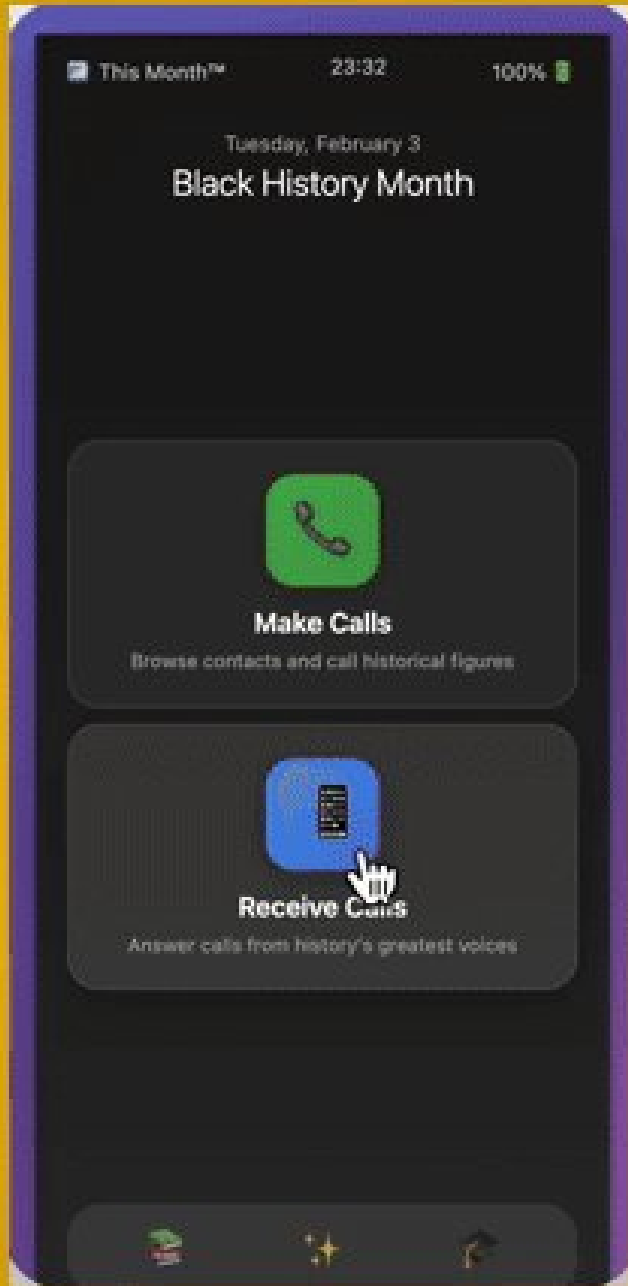 This Month™
23:32
100%
Tuesday, February 3
Black History Month
Make Calls
Browse contacts and call historical figures
Receive Calls
Answer calls from history's greatest voices